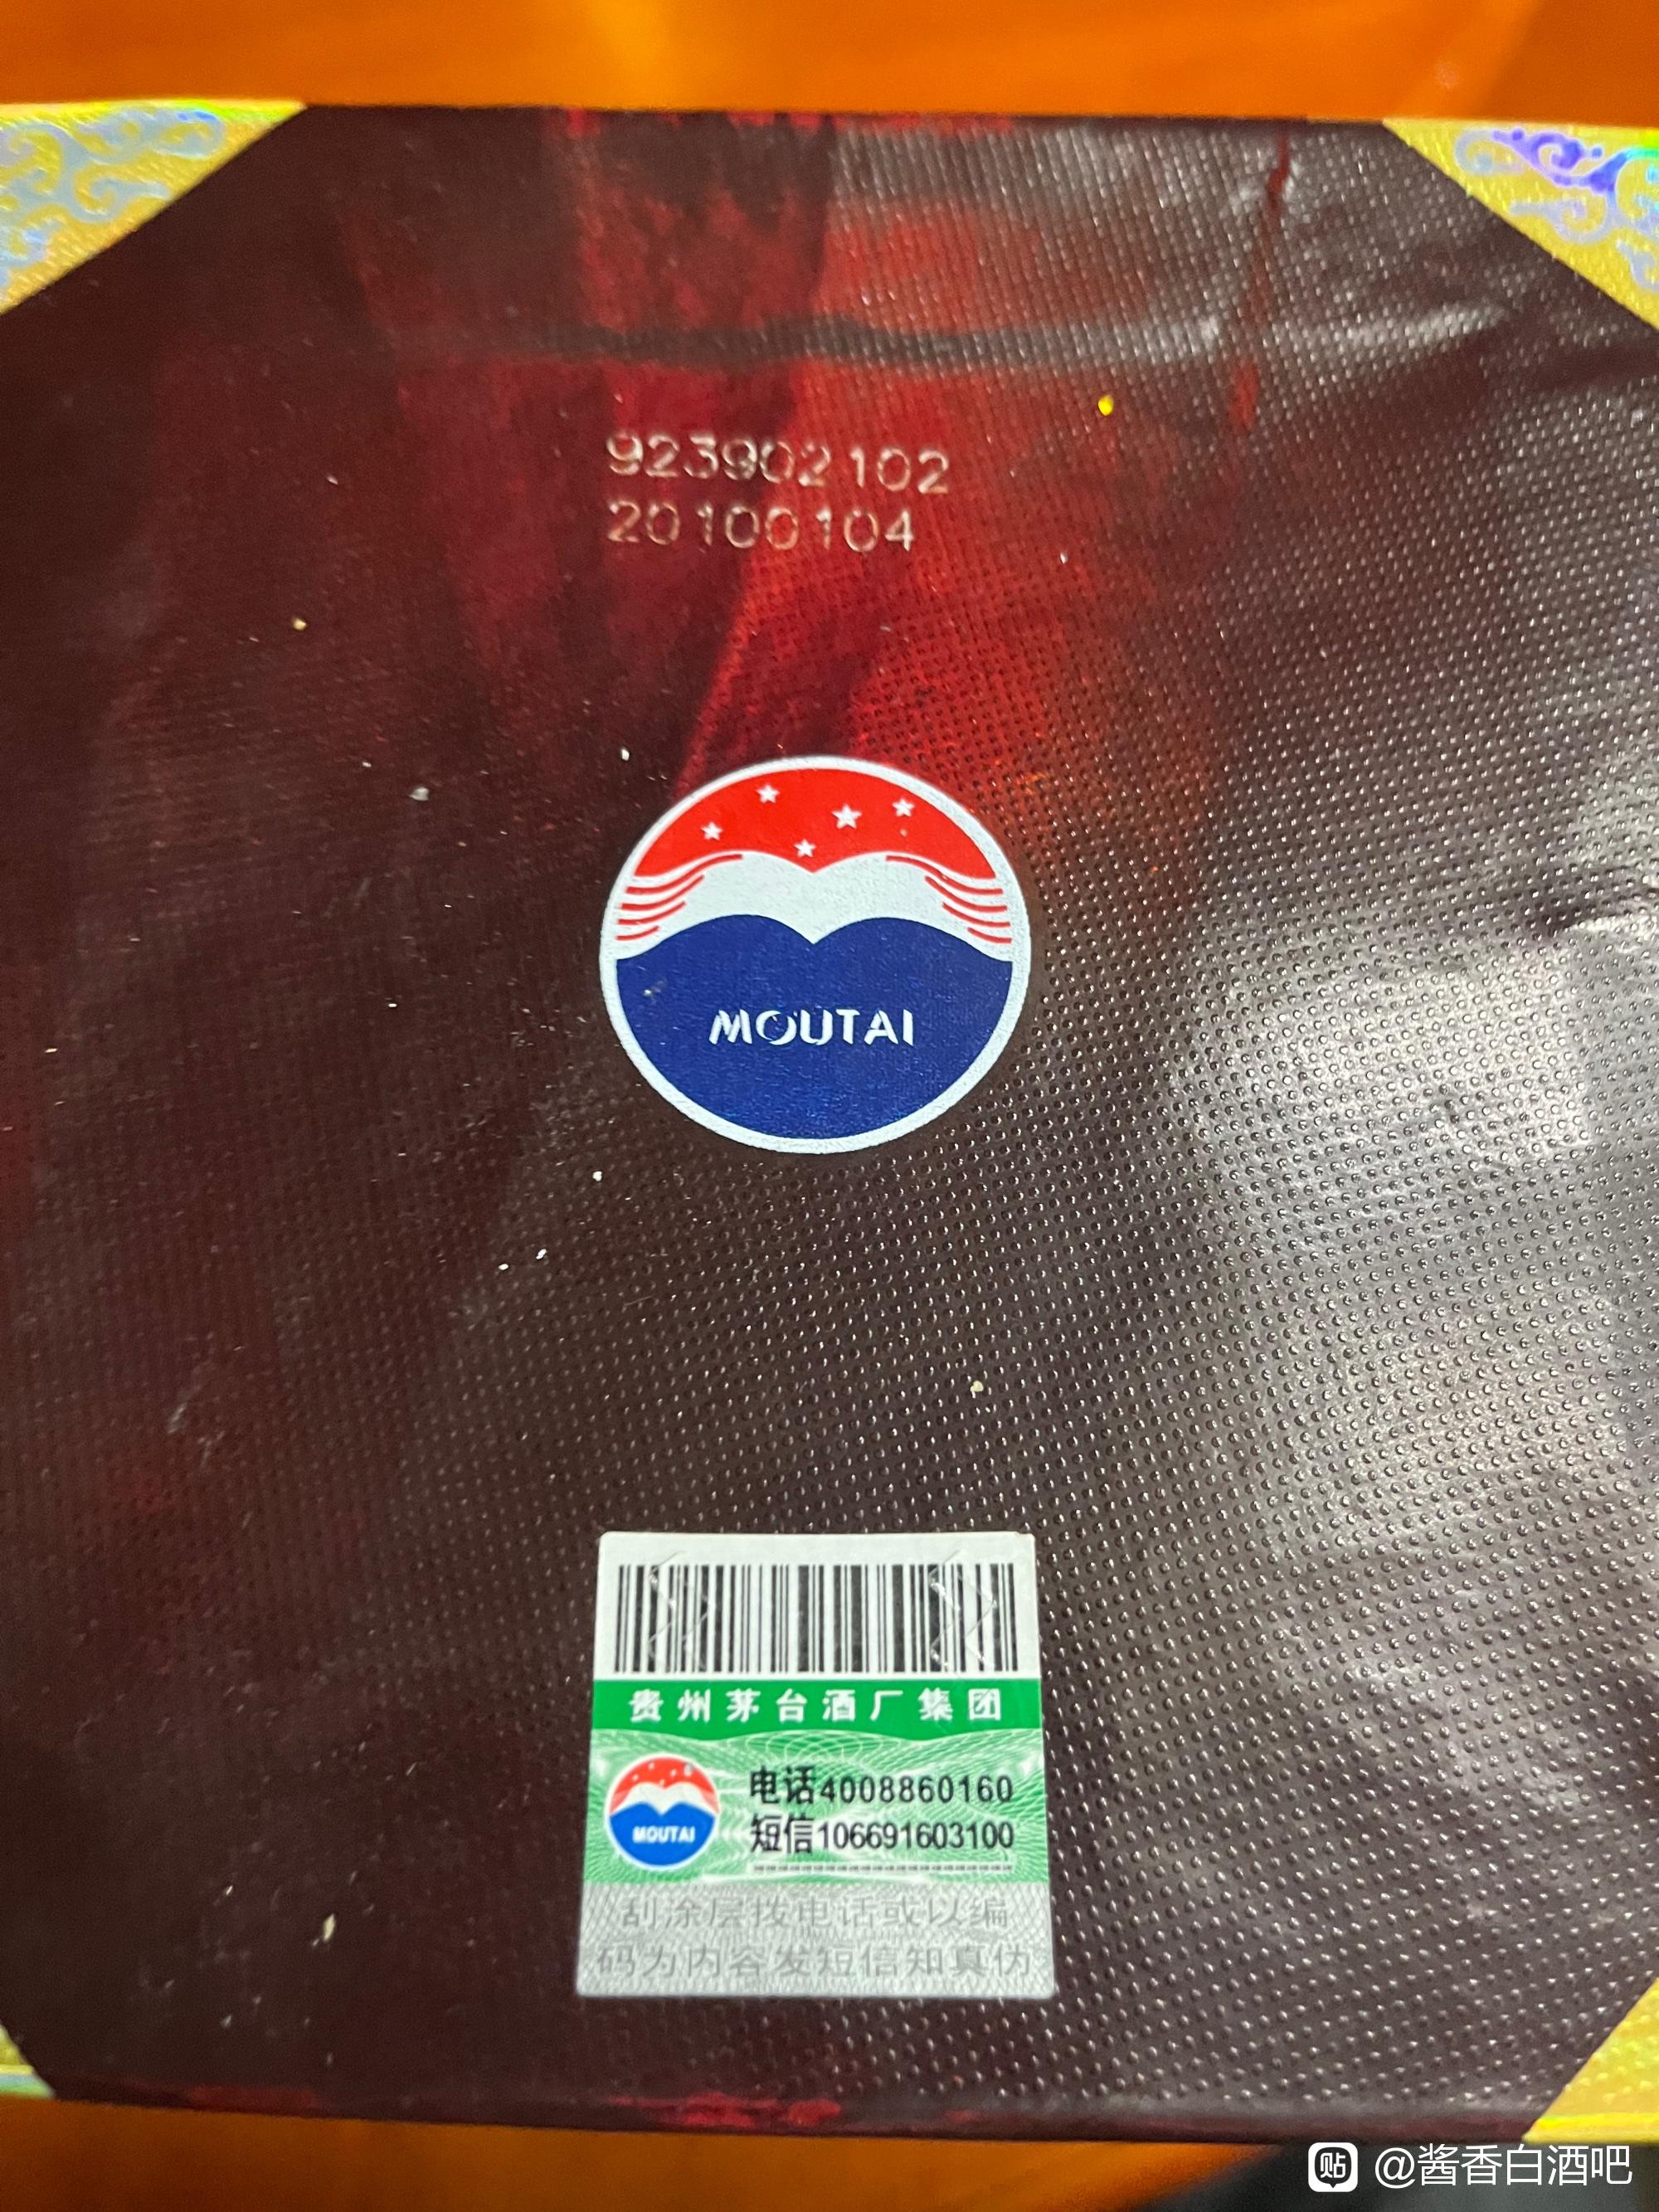 923902102
20100104
MOUTAI
贵州茅台酒厂集团
MOUTAI
电话4008860160
短信106691603100
刮涂层拨电话或以编
码为内容发短信知真伪
贴 @酱香白酒吧